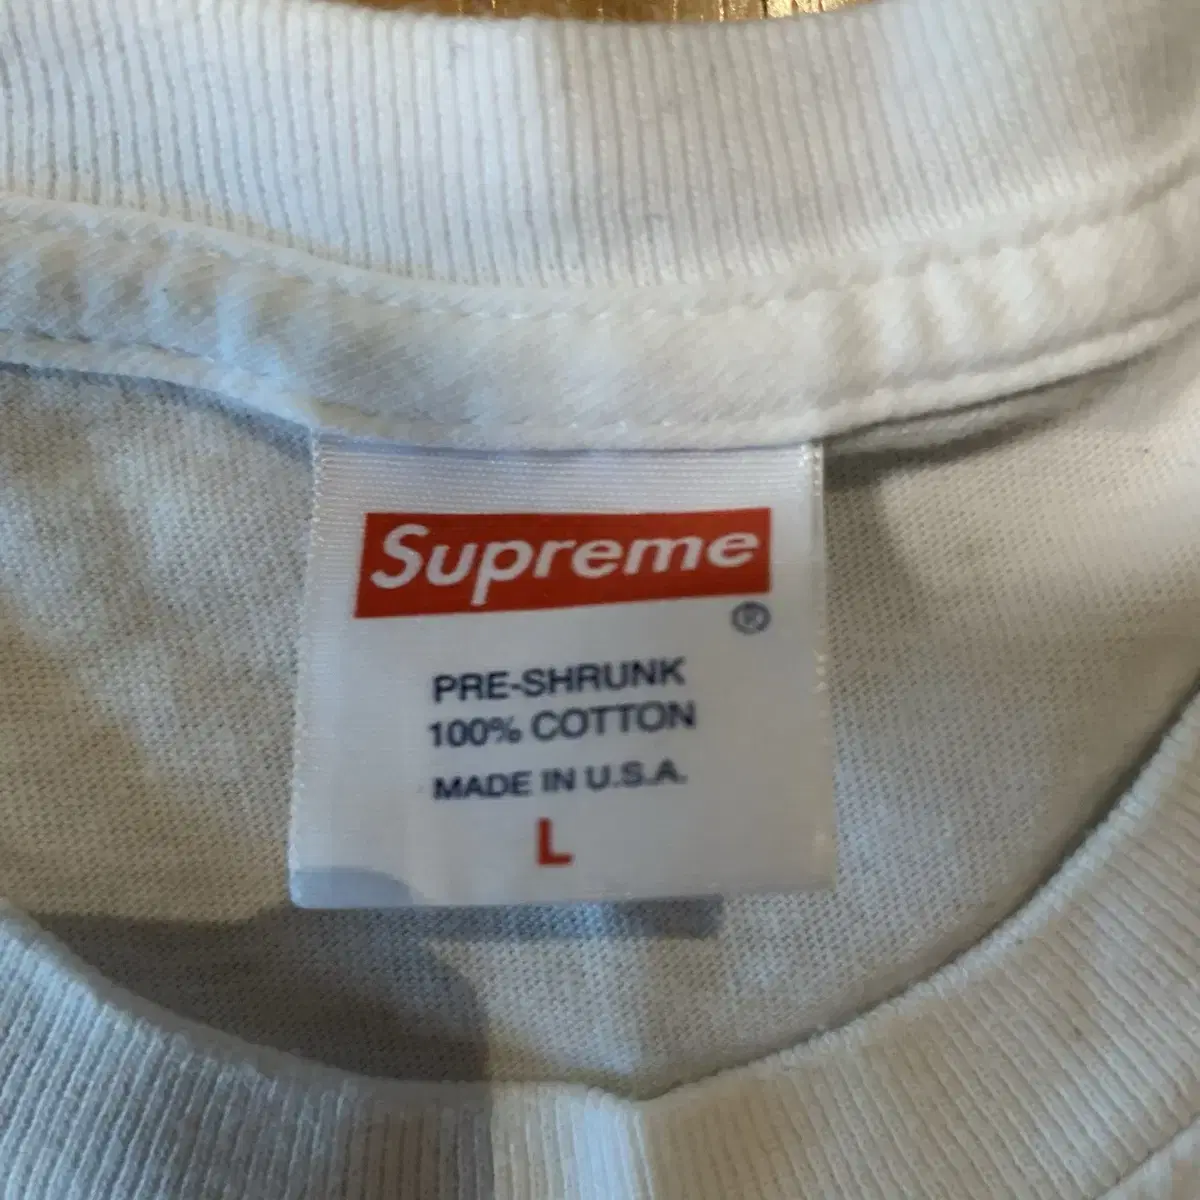 Supreme
®
PRE-SHRUNK
100% COTTON
MADE IN U.S.A.
L